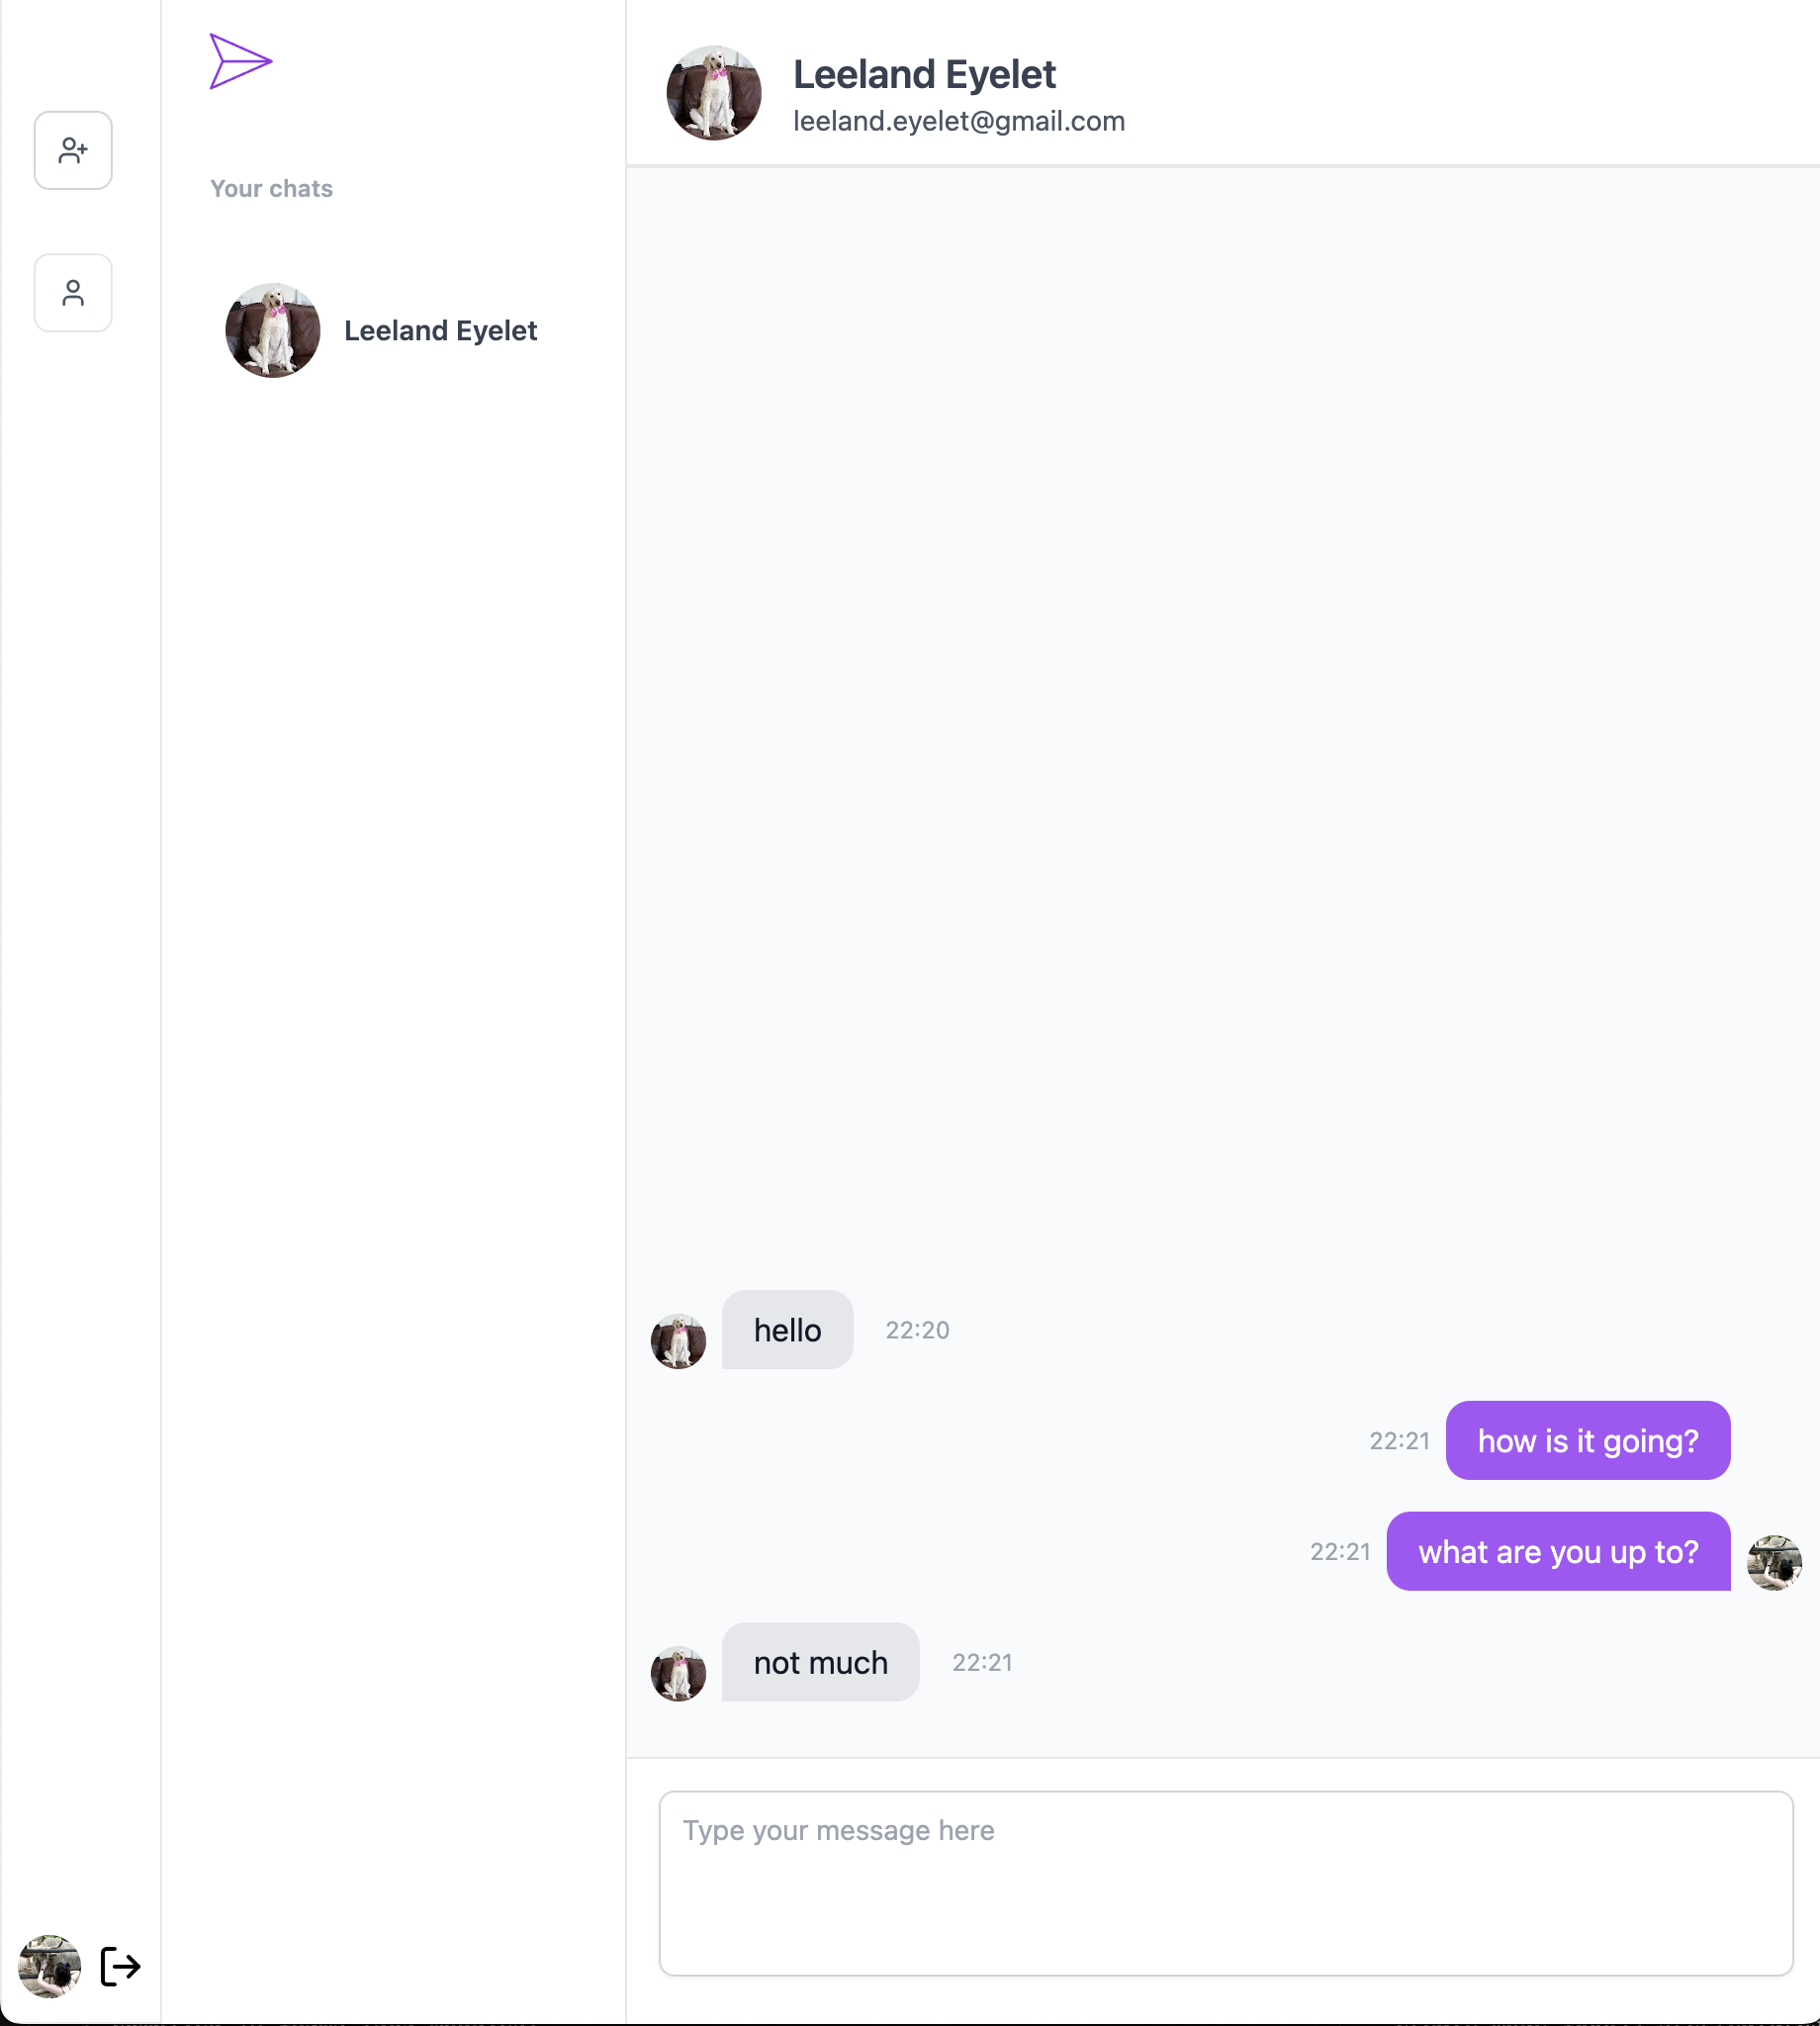 Your chats
Leeland Eyelet
Leeland Eyelet
leeland.eyelet@gmail.com
hello 22:20
22:21 how is it going?
22:21 what are you up to?
not much 22:21
Type your message here